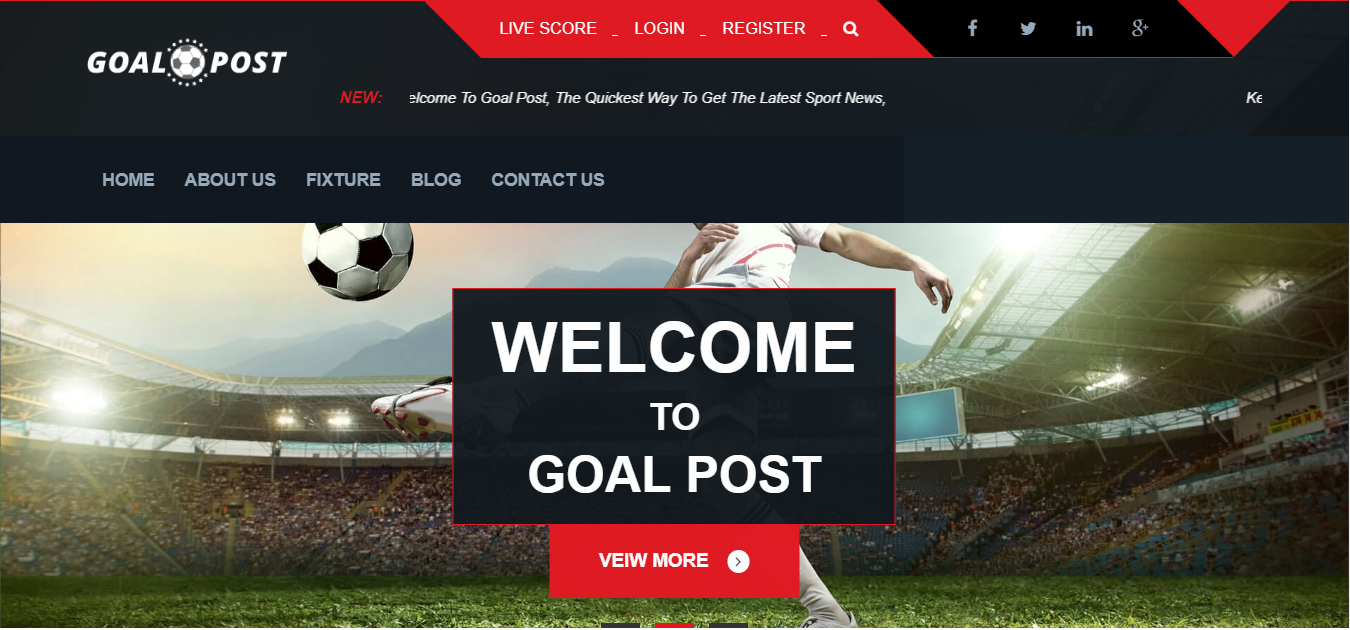 LIVE SCORE _ LOGIN _ REGISTER _
GOAL POST
NEW: elcome To Goal Post, The Quickest Way To Get The Latest Sport News, Ke
HOME ABOUT US FIXTURE BLOG CONTACT US
WELCOME
TO
GOAL POST
VEIW MORE